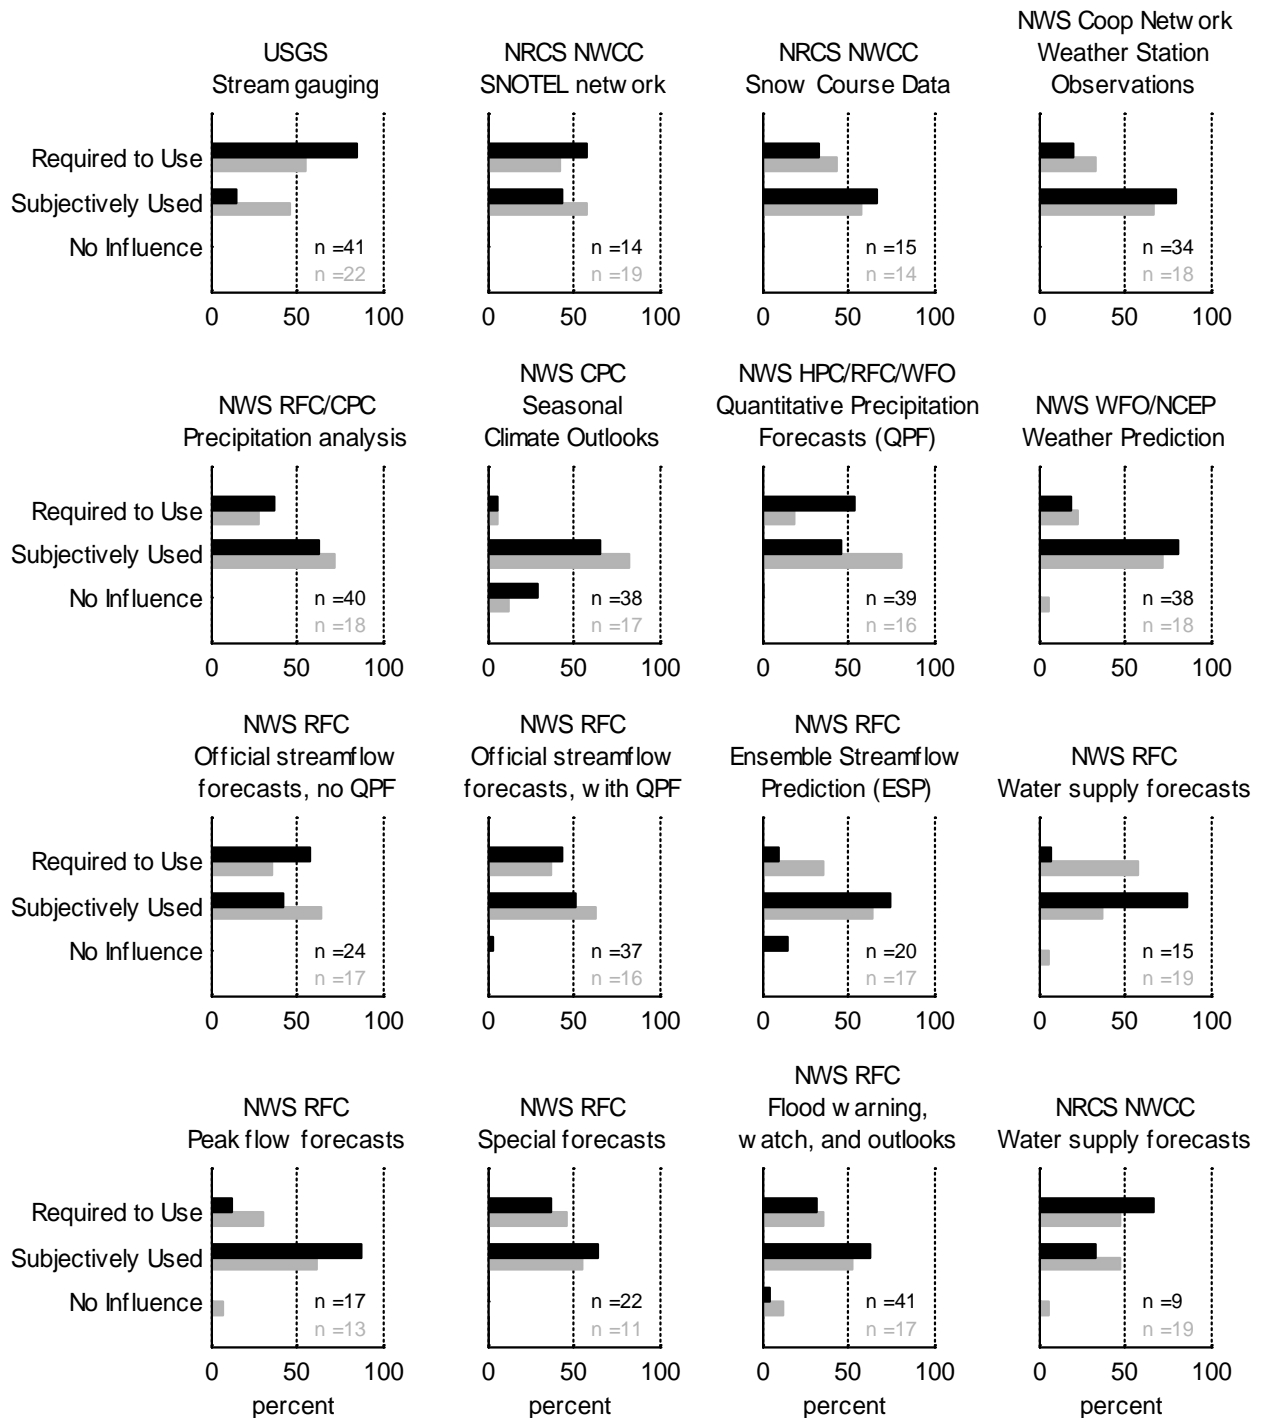 USGS
Stream gauging
NRCS NWCC
SNOTEL network
NRCS NWCC
Snow Course Data
NWS Coop Network
Weather Station
Observations
Required to Use
Subjectively Used
No Influence
n =41
n =22
n =14
n =19
n =15
n =14
n =34
n =18
0 50 100
0 50 100
0 50 100
0 50 100
NWS RFC/CPC
Precipitation analysis
NWS CPC
Seasonal
Climate Outlooks
NWS HPC/RFC/WFO
Quantitative Precipitation
Forecasts (QPF)
NWS WFO/NCEP
Weather Prediction
Required to Use
Subjectively Used
No Influence
n =40
n =18
n =38
n =17
n =39
n =16
n =38
n =18
0 50 100
0 50 100
0 50 100
0 50 100
NWS RFC
Official streamflow
forecasts, no QPF
NWS RFC
Official streamflow
forecasts, with QPF
NWS RFC
Ensemble Streamflow
Prediction (ESP)
NWS RFC
Water supply forecasts
Required to Use
Subjectively Used
No Influence
n =24
n =17
n =37
n =16
n =20
n =17
n =15
n =19
0 50 100
0 50 100
0 50 100
0 50 100
NWS RFC
Peak flow forecasts
NWS RFC
Special forecasts
NWS RFC
Flood warning,
watch, and outlooks
NRCS NWCC
Water supply forecasts
Required to Use
Subjectively Used
No Influence
n =17
n =13
n =22
n =11
n =41
n =17
n =9
n =19
0 50 100
0 50 100
0 50 100
0 50 100
percent
percent
percent
percent